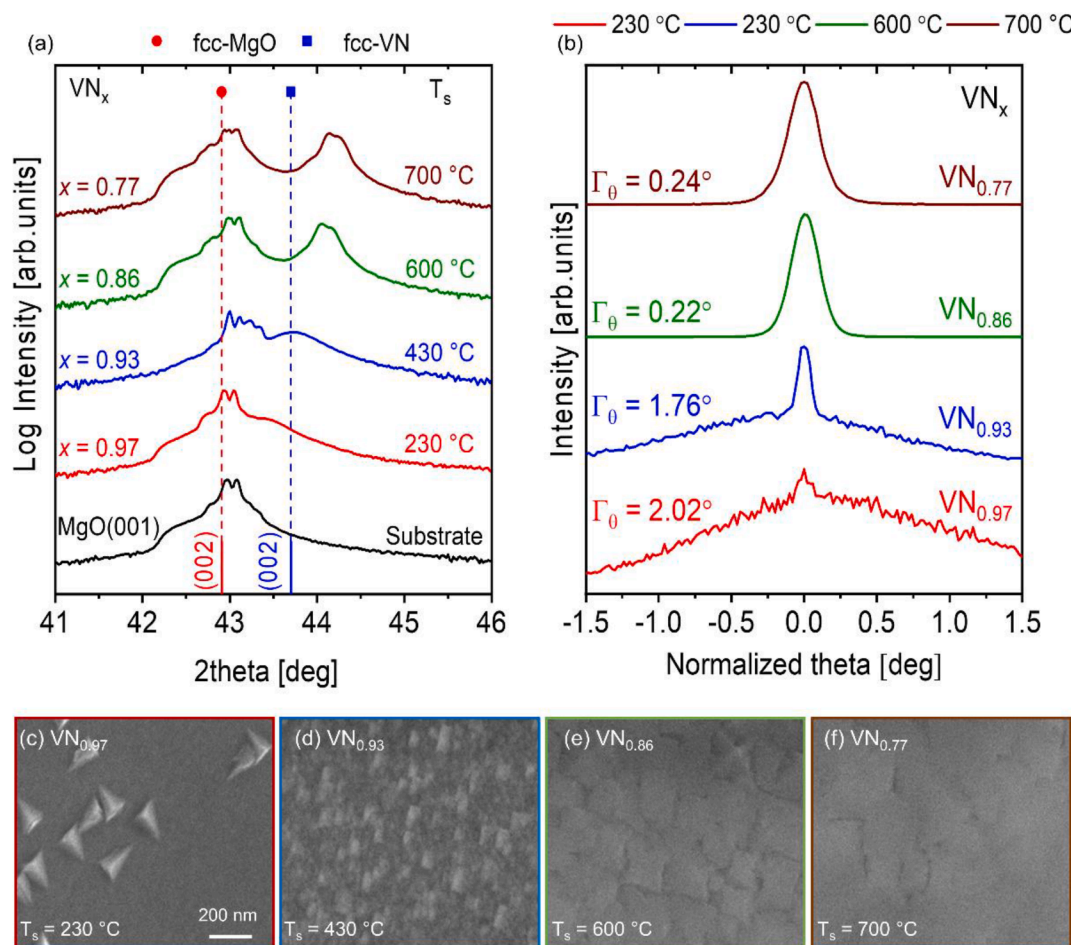 (a)
fcc-MgO
fcc-VN
VNₓ
Tₛ
x = 0.77
700 °C
x = 0.86
600 °C
x = 0.93
430 °C
x = 0.97
230 °C
MgO(001)
Substrate
(002)
(002)
Log Intensity [arb.units]
41 42 43 44 45 46
2theta [deg]
230 °C 230 °C 600 °C 700 °C
(b)
VNₓ
Γ_θ = 0.24°
VN₀.₇₇
Γ_θ = 0.22°
VN₀.₈₆
Γ_θ = 1.76°
VN₀.₉₃
Γ_θ = 2.02°
VN₀.₉₇
Intensity [arb.units]
-1.5 -1.0 -0.5 0.0 0.5 1.0 1.5
Normalized theta [deg]
(c) VN₀.₉₇
200 nm
Tₛ = 230 °C
(d) VN₀.₉₃
Tₛ = 430 °C
(e) VN₀.₈₆
Tₛ = 600 °C
(f) VN₀.₇₇
Tₛ = 700 °C